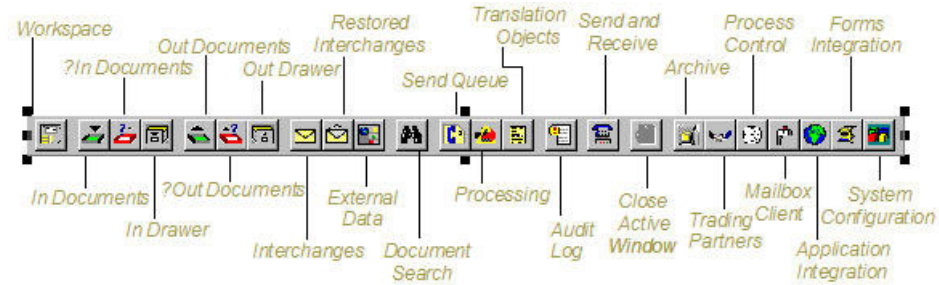 Workspace
?In Documents
Out Documents
Out Drawer
Restored
Interchanges
Send Queue
Translation
Objects
Send and
Receive
Archive
Process
Control
Forms
Integration
In Documents
In Drawer
?Out Documents
Interchanges
External
Data
Document
Search
Processing
Audit
Log
Close
Active
Window
Trading
Partners
Mailbox
Client
Application
Integration
System
Configuration